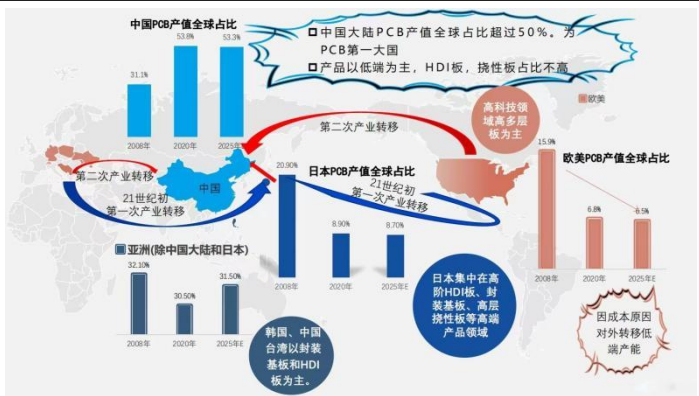 中国PCB产值全球占比
53.6%
53.3%
31.1%
2008年
2020年
2025年E
中国大陆PCB产值全球占比超过50%。为
PCB第一大国
产品以低端为主，HDI板，挠性板占比不高
欧美
高科技领
域高多层
板为主
第二次产业转移
第二次产业转移
中国
21世纪初
第一次产业转移
日本PCB产值全球占比
20.90%
8.90%
8.70%
2008年
2020年
2025年E
21世纪初
第一次产业转移
欧美PCB产值全球占比
15.9%
6.8%
6.5%
2008年
2020年
2025年E
亚洲(除中国大陆和日本)
32.10%
30.50%
31.50%
2008年
2020年
2025年E
韩国、中国
台湾以封装
基板和HDI
板为主。
日本集中在高
阶HDI板、封
装基板、高层
挠性板等高端
产品领域
因成本原因
对外转移低
端产能